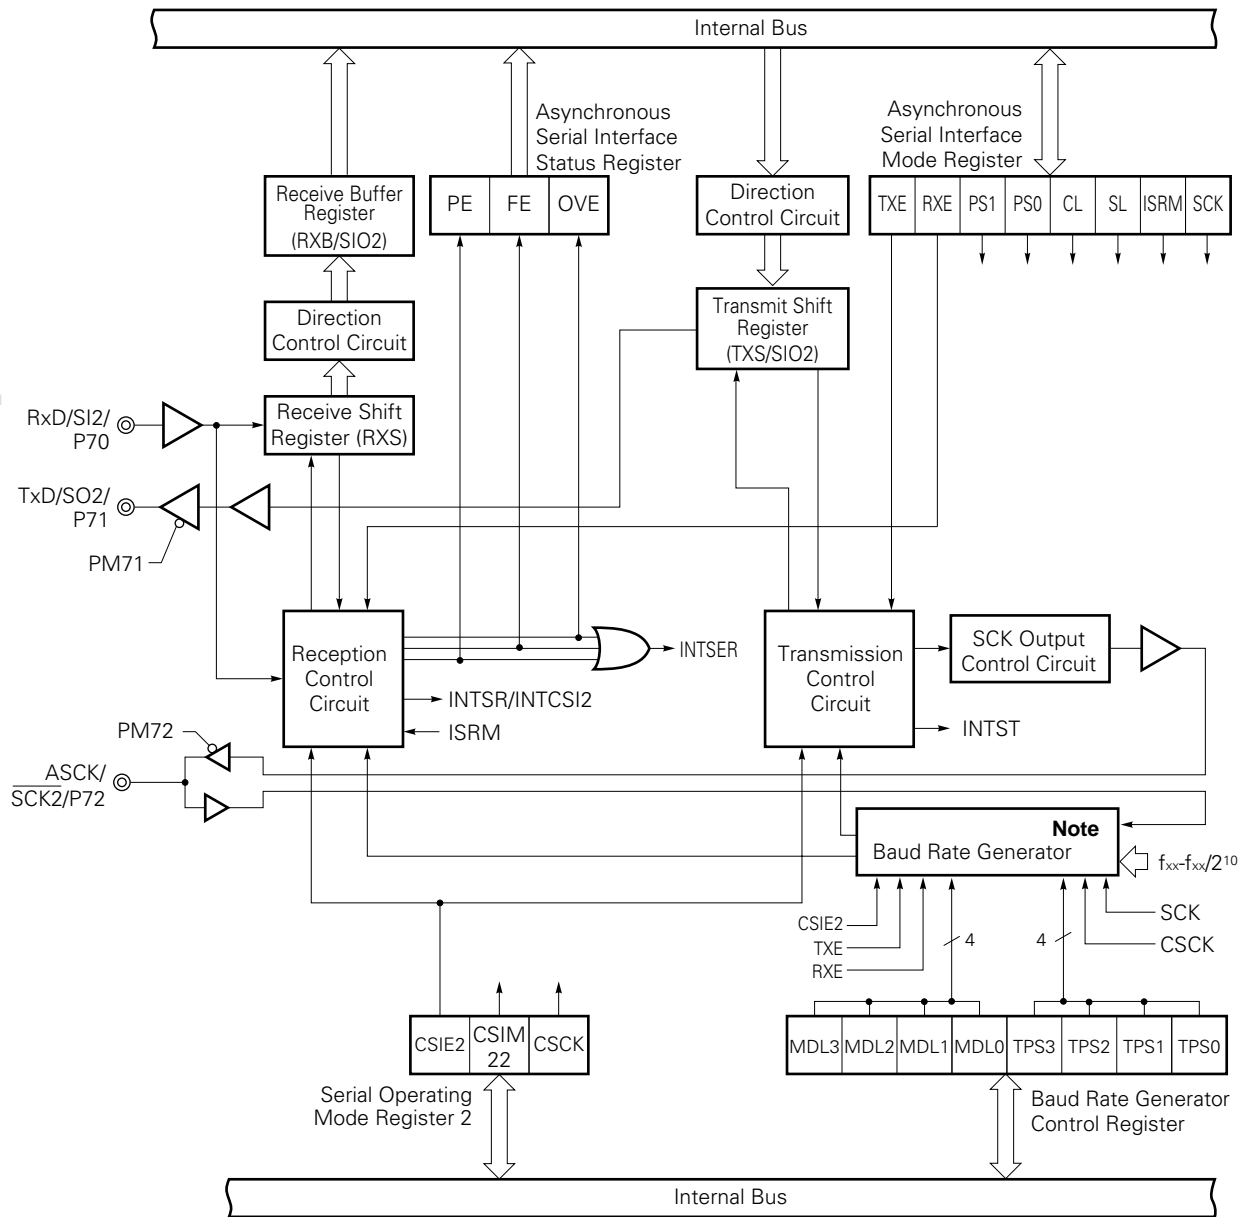 Internal Bus
Asynchronous
Serial Interface
Status Register
Asynchronous
Serial Interface
Mode Register
Receive Buffer
Register
(RXB/SIO2)
PE FE OVE
Direction
Control Circuit
TXE RXE PS1 PS0 CL SL ISRM SCK
Direction
Control Circuit
Transmit Shift
Register
(TXS/SIO2)
RxD/SI2/
P70
Receive Shift
Register (RXS)
TxD/SO2/
P71
PM71
Reception
Control
Circuit
INTSER
INTSR/INTCSI2
ISRM
Transmission
Control
Circuit
SCK Output
Control Circuit
INTST
PM72
ASCK/
SCK2/P72
Note
Baud Rate Generator
fxx-fxx/2¹⁰
CSIE2
TXE
RXE
4
4
SCK
CSCK
CSIE2 CSIM 22 CSCK
MDL3 MDL2 MDL1 MDL0 TPS3 TPS2 TPS1 TPS0
Serial Operating
Mode Register 2
Baud Rate Generator
Control Register
Internal Bus